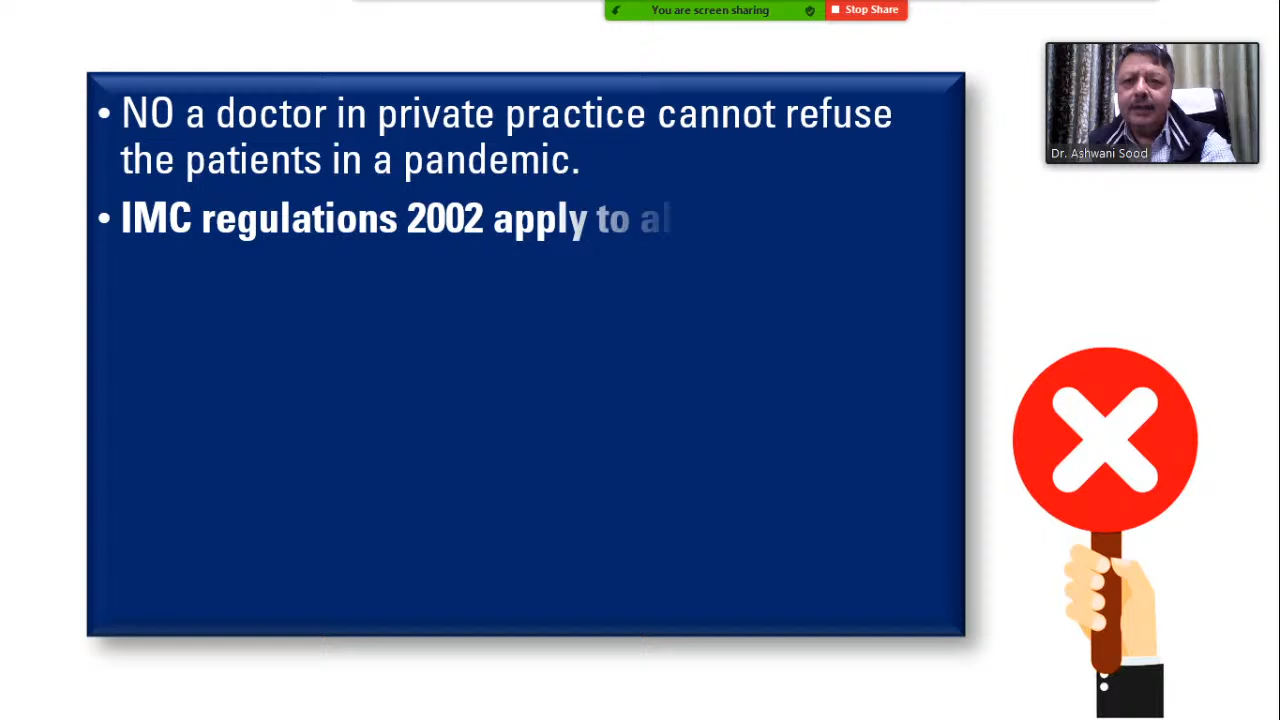 You are screen sharing
Stop Share
• NO a doctor in private practice cannot refuse
the patients in a pandemic.
• IMC regulations 2002 apply to al
Dr. Ashwani Sood